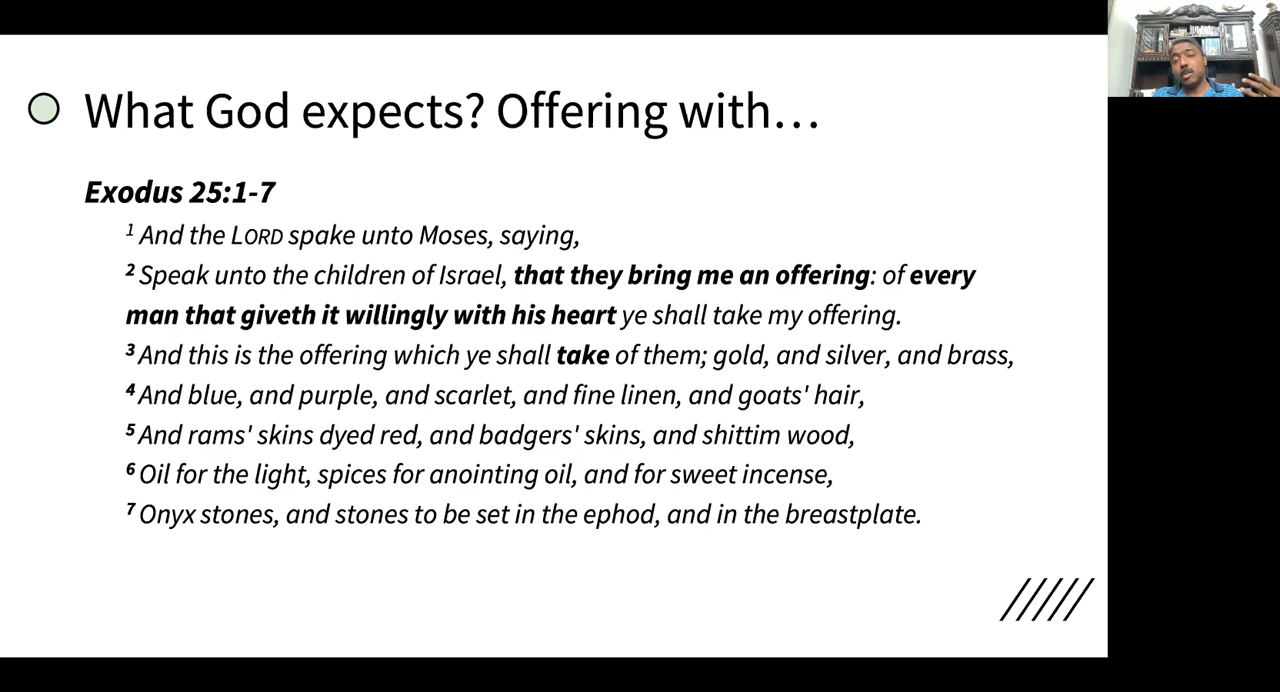 What God expects? Offering with…
Exodus 25:1-7
1 And the LORD spake unto Moses, saying,
2 Speak unto the children of Israel, that they bring me an offering: of every
man that giveth it willingly with his heart ye shall take my offering.
3 And this is the offering which ye shall take of them; gold, and silver, and brass,
4 And blue, and purple, and scarlet, and fine linen, and goats' hair,
5 And rams' skins dyed red, and badgers' skins, and shittim wood,
6 Oil for the light, spices for anointing oil, and for sweet incense,
7 Onyx stones, and stones to be set in the ephod, and in the breastplate.